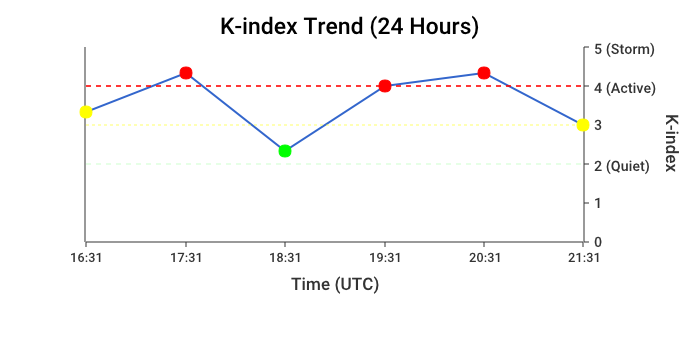 K-index Trend (24 Hours)
5 (Storm)
4 (Active)
3
2 (Quiet)
1
0
K-index
16:31 17:31 18:31 19:31 20:31 21:31
Time (UTC)